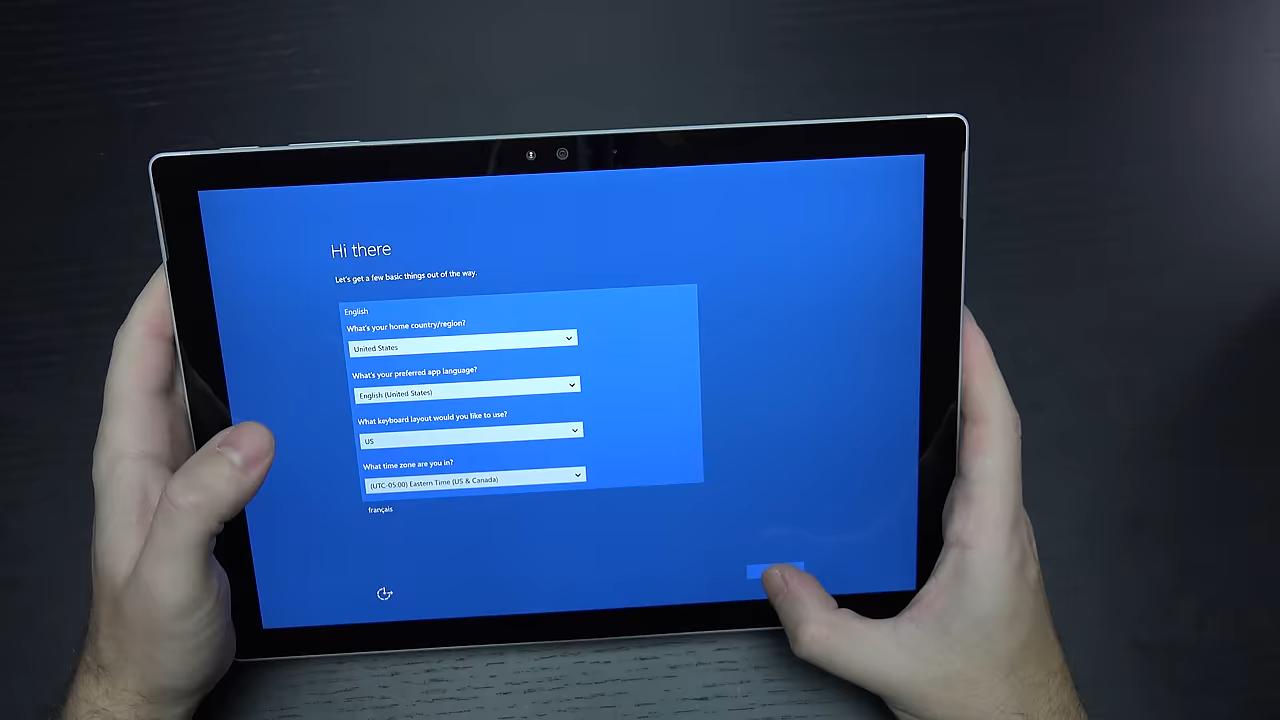 Hi there
Let's get a few basic things out of the way.
English
What's your home country/region?
United States
What's your preferred app language?
English (United States)
What keyboard layout would you like to use?
US
What time zone are you in?
(UTC-05:00) Eastern Time (US & Canada)
français